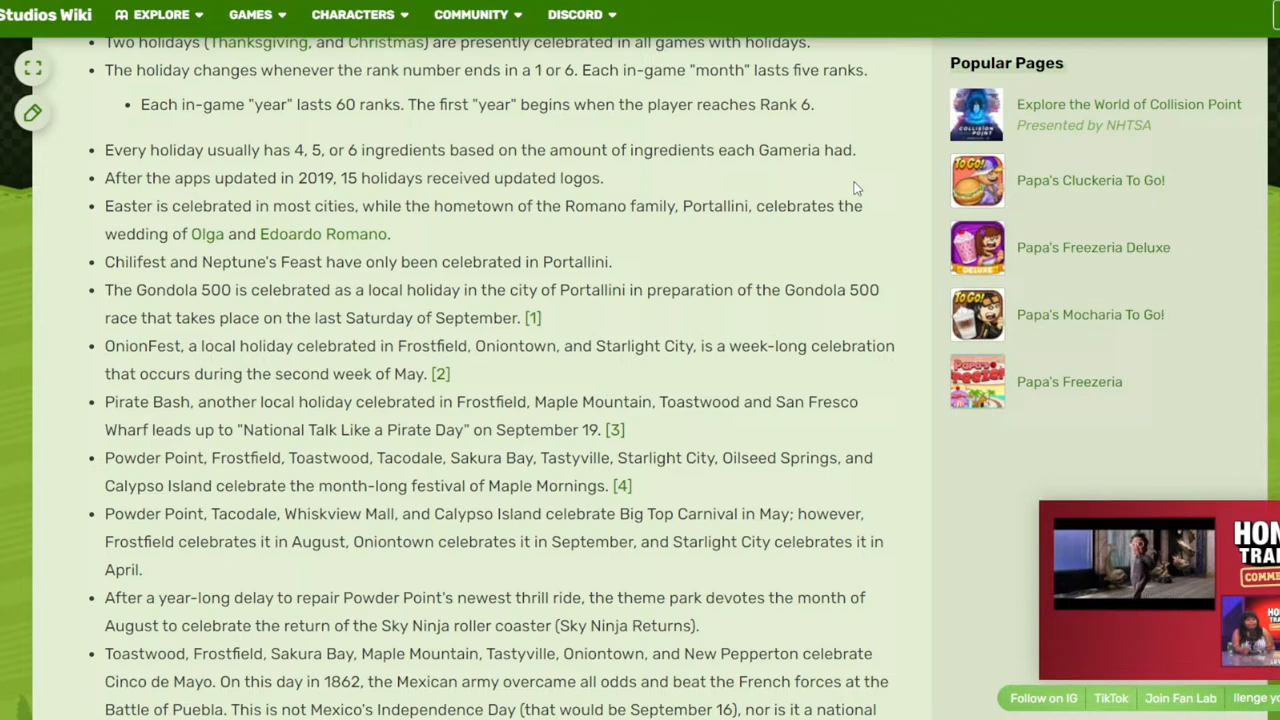 Studios Wiki
EXPLORE GAMES CHARACTERS COMMUNITY DISCORD
Two holidays (Thanksgiving, and Christmas) are presently celebrated in all games with holidays.
The holiday changes whenever the rank number ends in a 1 or 6. Each in-game "month" lasts five ranks.
Each in-game "year" lasts 60 ranks. The first "year" begins when the player reaches Rank 6.
Every holiday usually has 4, 5, or 6 ingredients based on the amount of ingredients each Gameria had.
After the apps updated in 2019, 15 holidays received updated logos.
Easter is celebrated in most cities, while the hometown of the Romano family, Portallini, celebrates the
wedding of Olga and Edoardo Romano.
Chilifest and Neptune's Feast have only been celebrated in Portallini.
The Gondola 500 is celebrated as a local holiday in the city of Portallini in preparation of the Gondola 500
race that takes place on the last Saturday of September. [1]
OnionFest, a local holiday celebrated in Frostfield, Oniontown, and Starlight City, is a week-long celebration
that occurs during the second week of May. [2]
Pirate Bash, another local holiday celebrated in Frostfield, Maple Mountain, Toastwood and San Fresco
Wharf leads up to "National Talk Like a Pirate Day" on September 19. [3]
Powder Point, Frostfield, Toastwood, Tacodale, Sakura Bay, Tastyville, Starlight City, Oilseed Springs, and
Calypso Island celebrate the month-long festival of Maple Mornings. [4]
Powder Point, Tacodale, Whiskview Mall, and Calypso Island celebrate Big Top Carnival in May; however,
Frostfield celebrates it in August, Oniontown celebrates it in September, and Starlight City celebrates it in
April.
After a year-long delay to repair Powder Point's newest thrill ride, the theme park devotes the month of
August to celebrate the return of the Sky Ninja roller coaster (Sky Ninja Returns).
Toastwood, Frostfield, Sakura Bay, Maple Mountain, Tastyville, Oniontown, and New Pepperton celebrate
Cinco de Mayo. On this day in 1862, the Mexican army overcame all odds and beat the French forces at the
Battle of Puebla. This is not Mexico's Independence Day (that would be September 16), nor is it a national
Popular Pages
COLLISION POINT
Explore the World of Collision Point
Presented by NHTSA
TO GO!
Papa's Cluckeria To Go!
DELUXE
Papa's Freezeria Deluxe
TO GO!
Papa's Mocharia To Go!
Papa's Freezeria
HON
TRAI
COMME
Follow on IG TikTok Join Fan Lab llenge yo